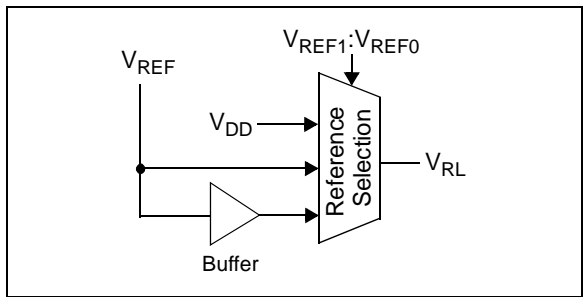 VREF1:VREF0
VREF
VDD
Reference
Selection
VRL
Buffer